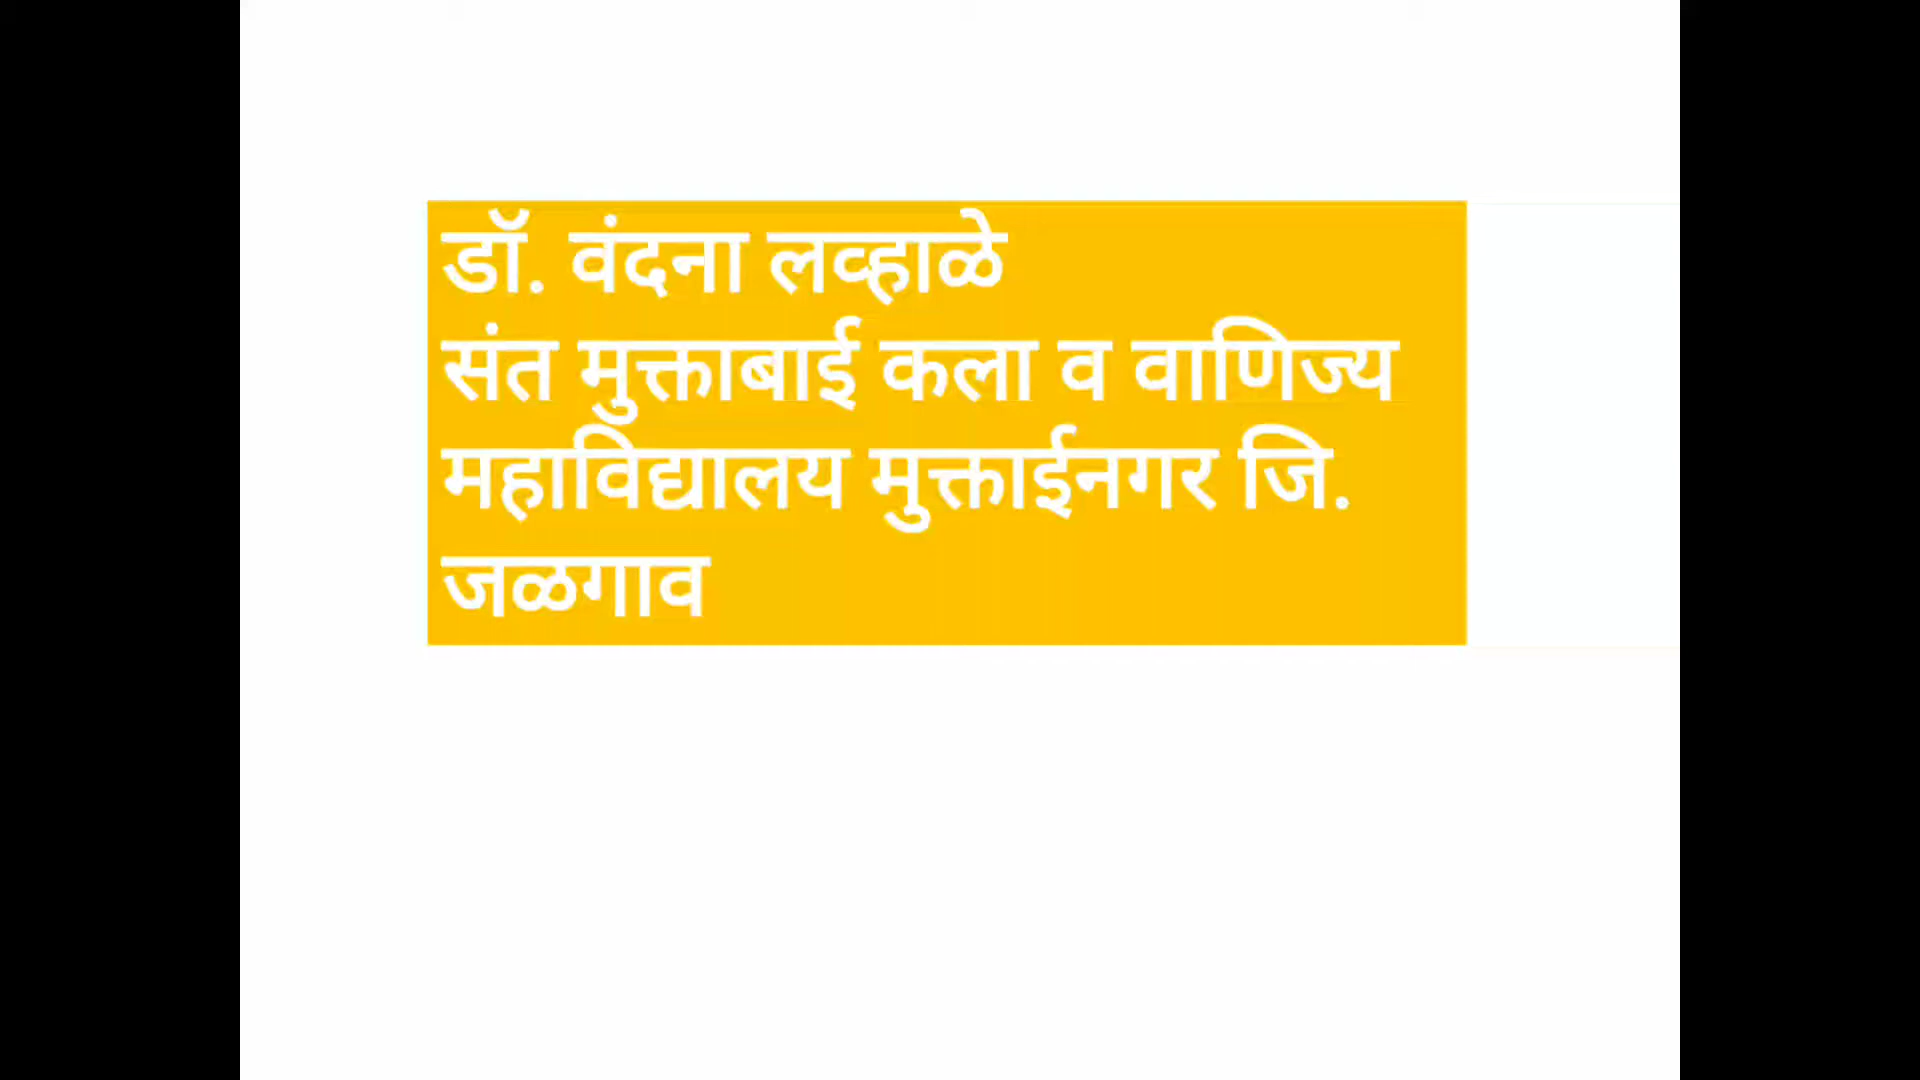 डॉ. वंदना लव्हाळे
संत मुक्ताबाई कला व वाणिज्य
महाविद्यालय मुक्ताईनगर जि.
जळगाव